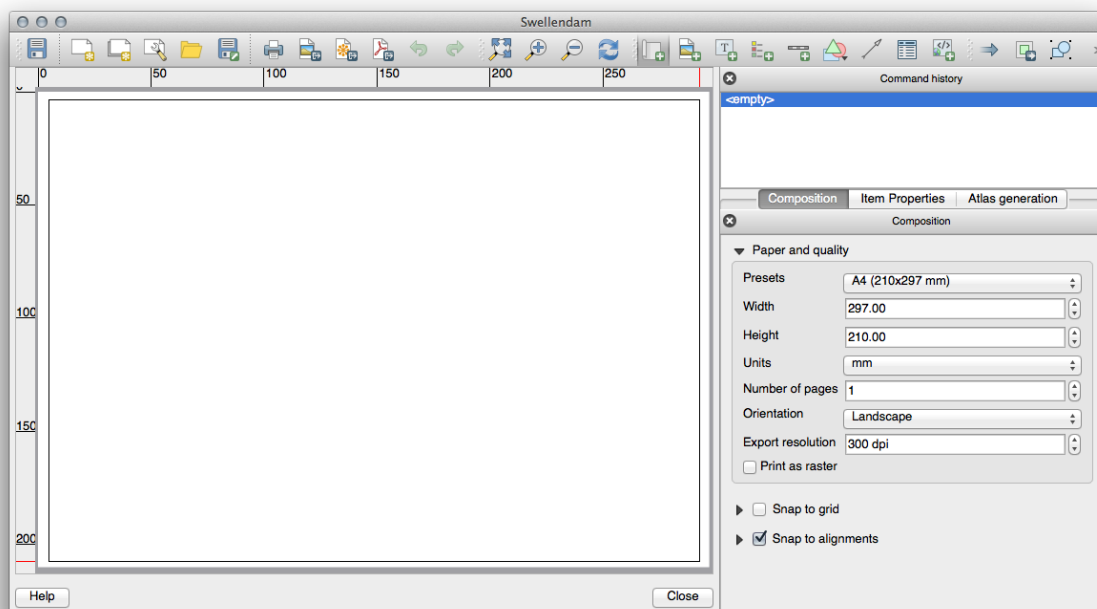 Swellendam
0 50 100 150 200 250
Command history
<empty>
50
100
150
200
Composition Item Properties Atlas generation
Composition
Paper and quality
Presets A4 (210x297 mm)
Width 297.00
Height 210.00
Units mm
Number of pages 1
Orientation Landscape
Export resolution 300 dpi
Print as raster
Snap to grid
Snap to alignments
Help Close